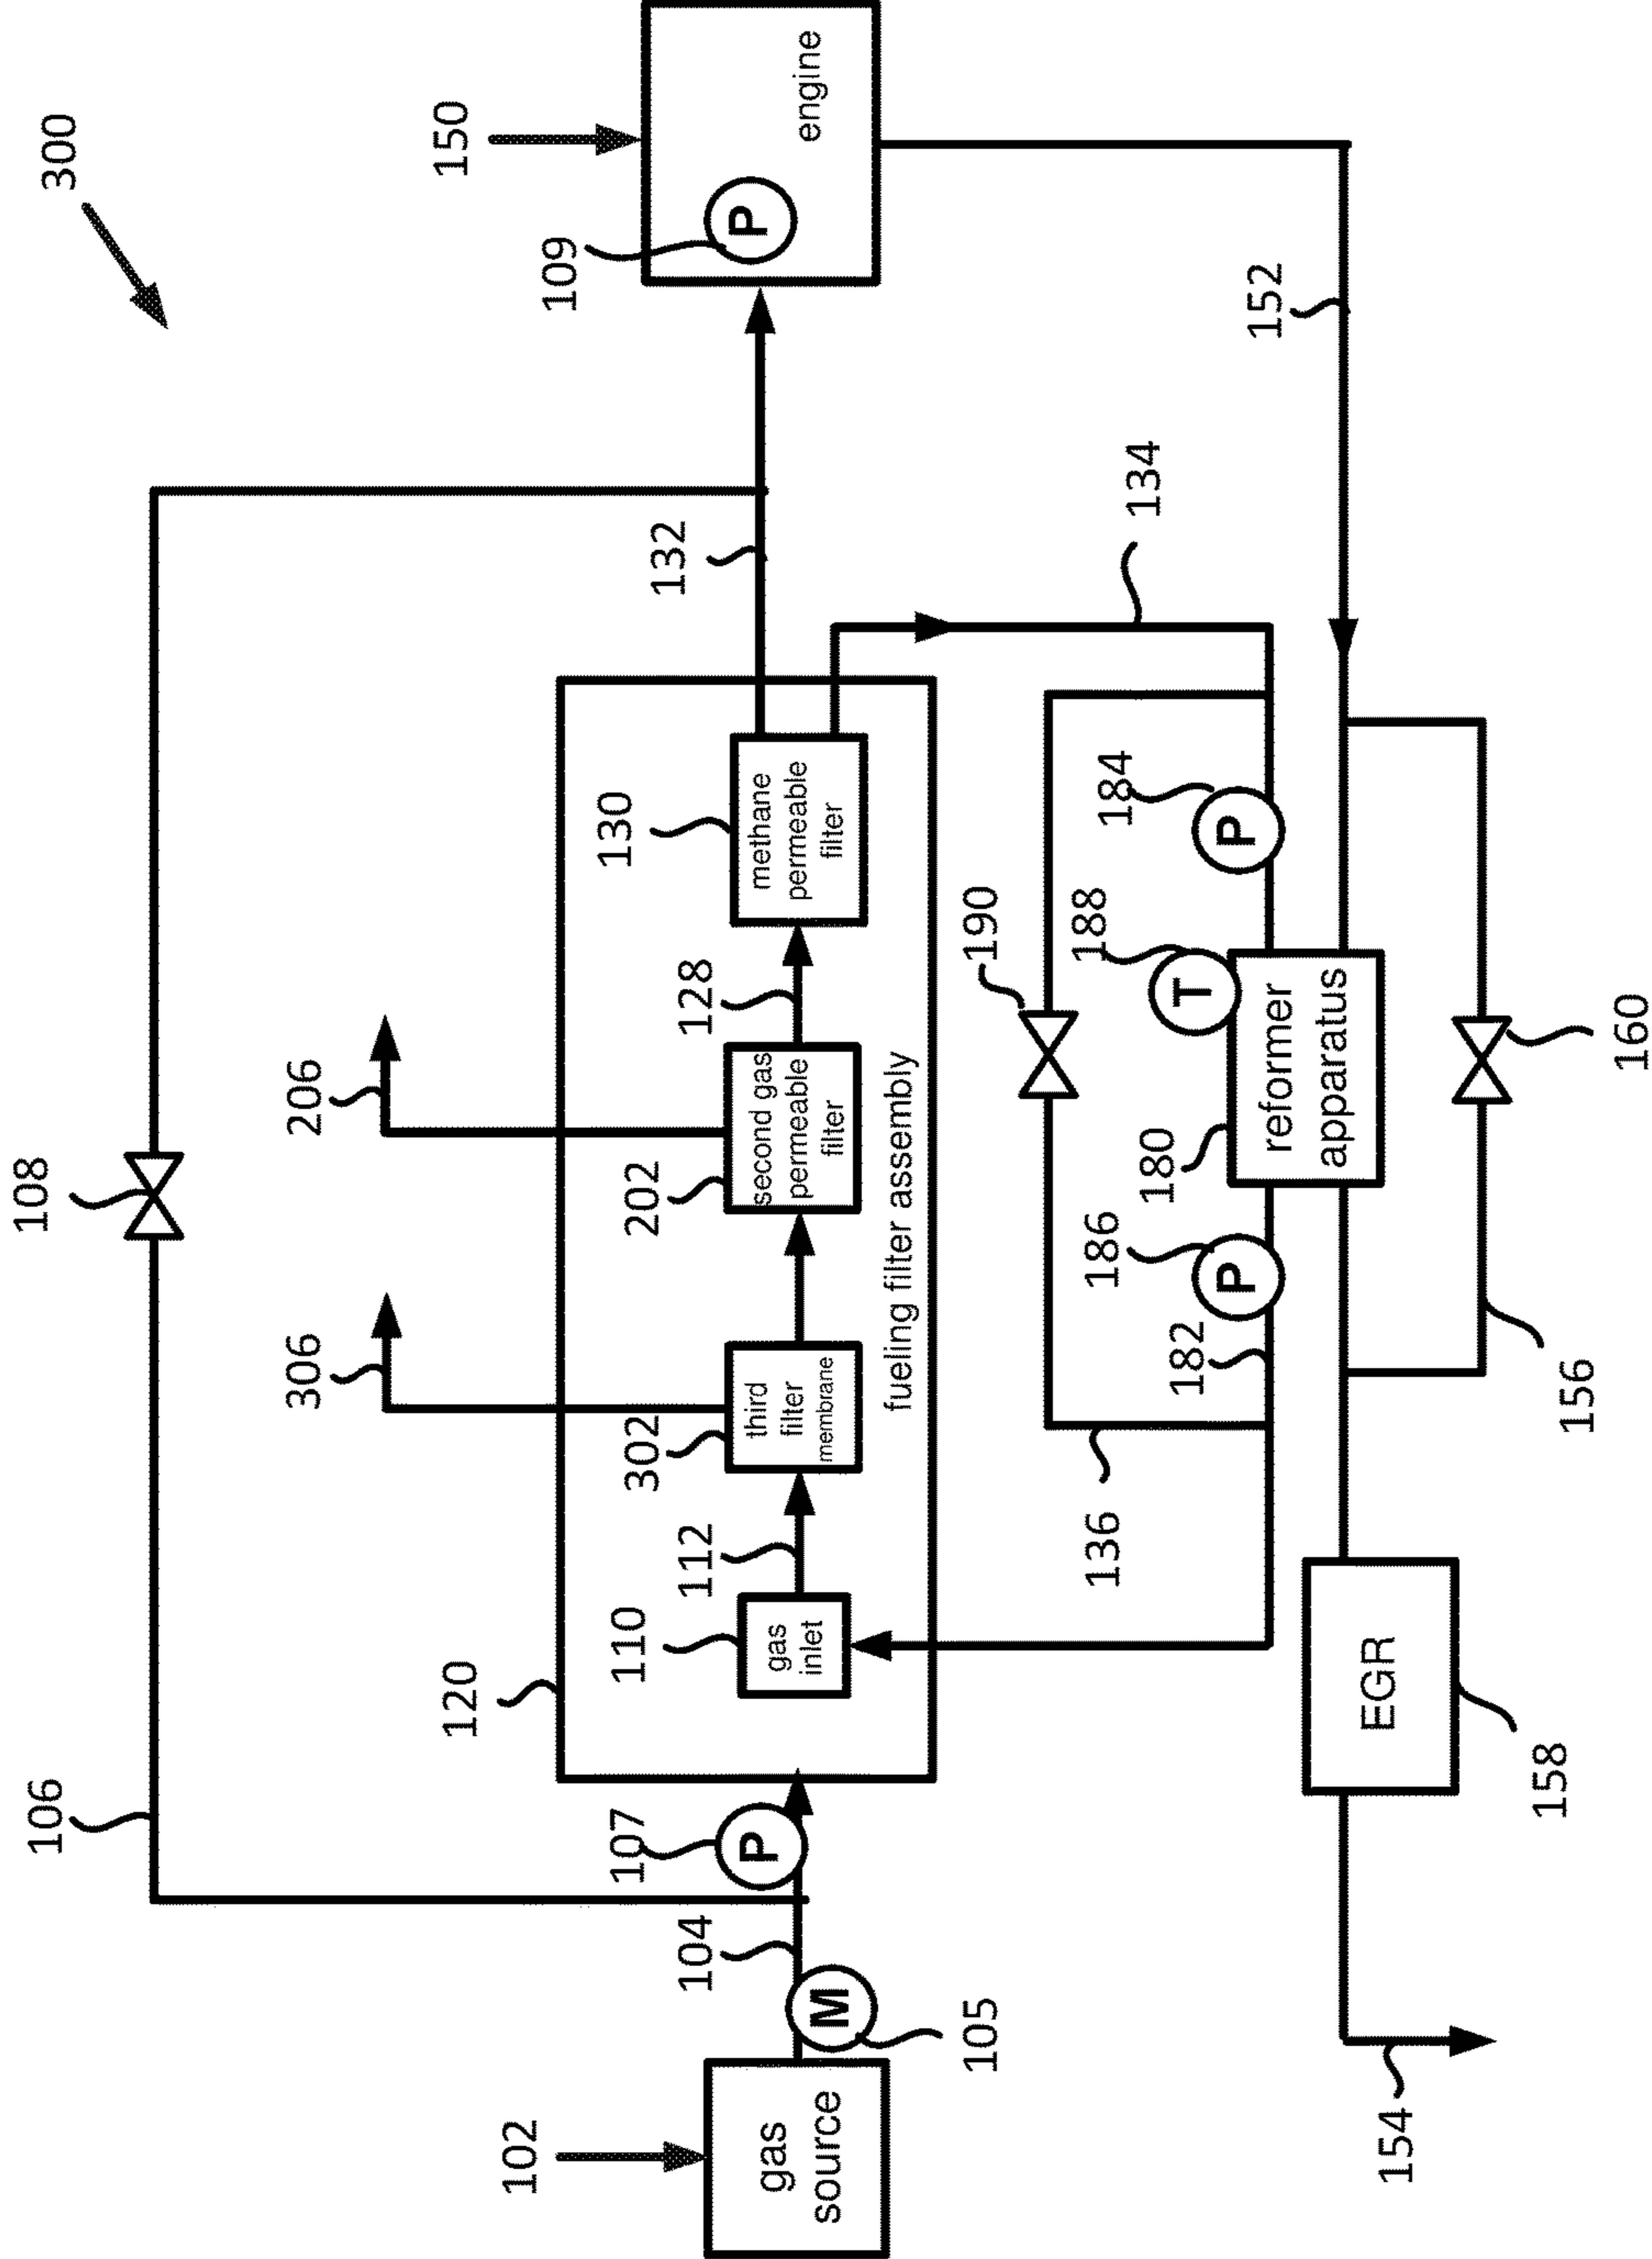 300
106
108
150
engine
P
109
306
206
132
120
110
gas
inlet
112
302
third
filter
membrane
202
second gas
permeable
filter
128
130
methane
permeable
filter
fueling filter assembly
102
gas
source
M
105
104
107
P
134
190
136
182
186
P
180
188
T
184
P
reformer
apparatus
152
154
EGR
158
156
160